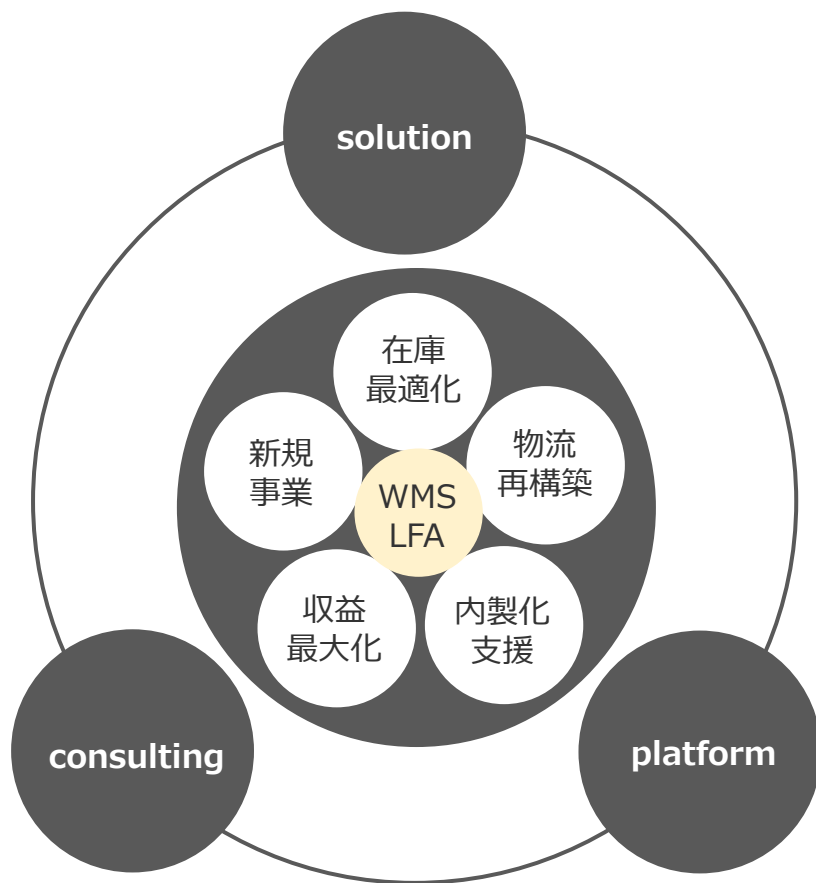 solution
在庫
最適化
新規
事業
物流
再構築
WMS
LFA
収益
最大化
内製化
支援
consulting
platform